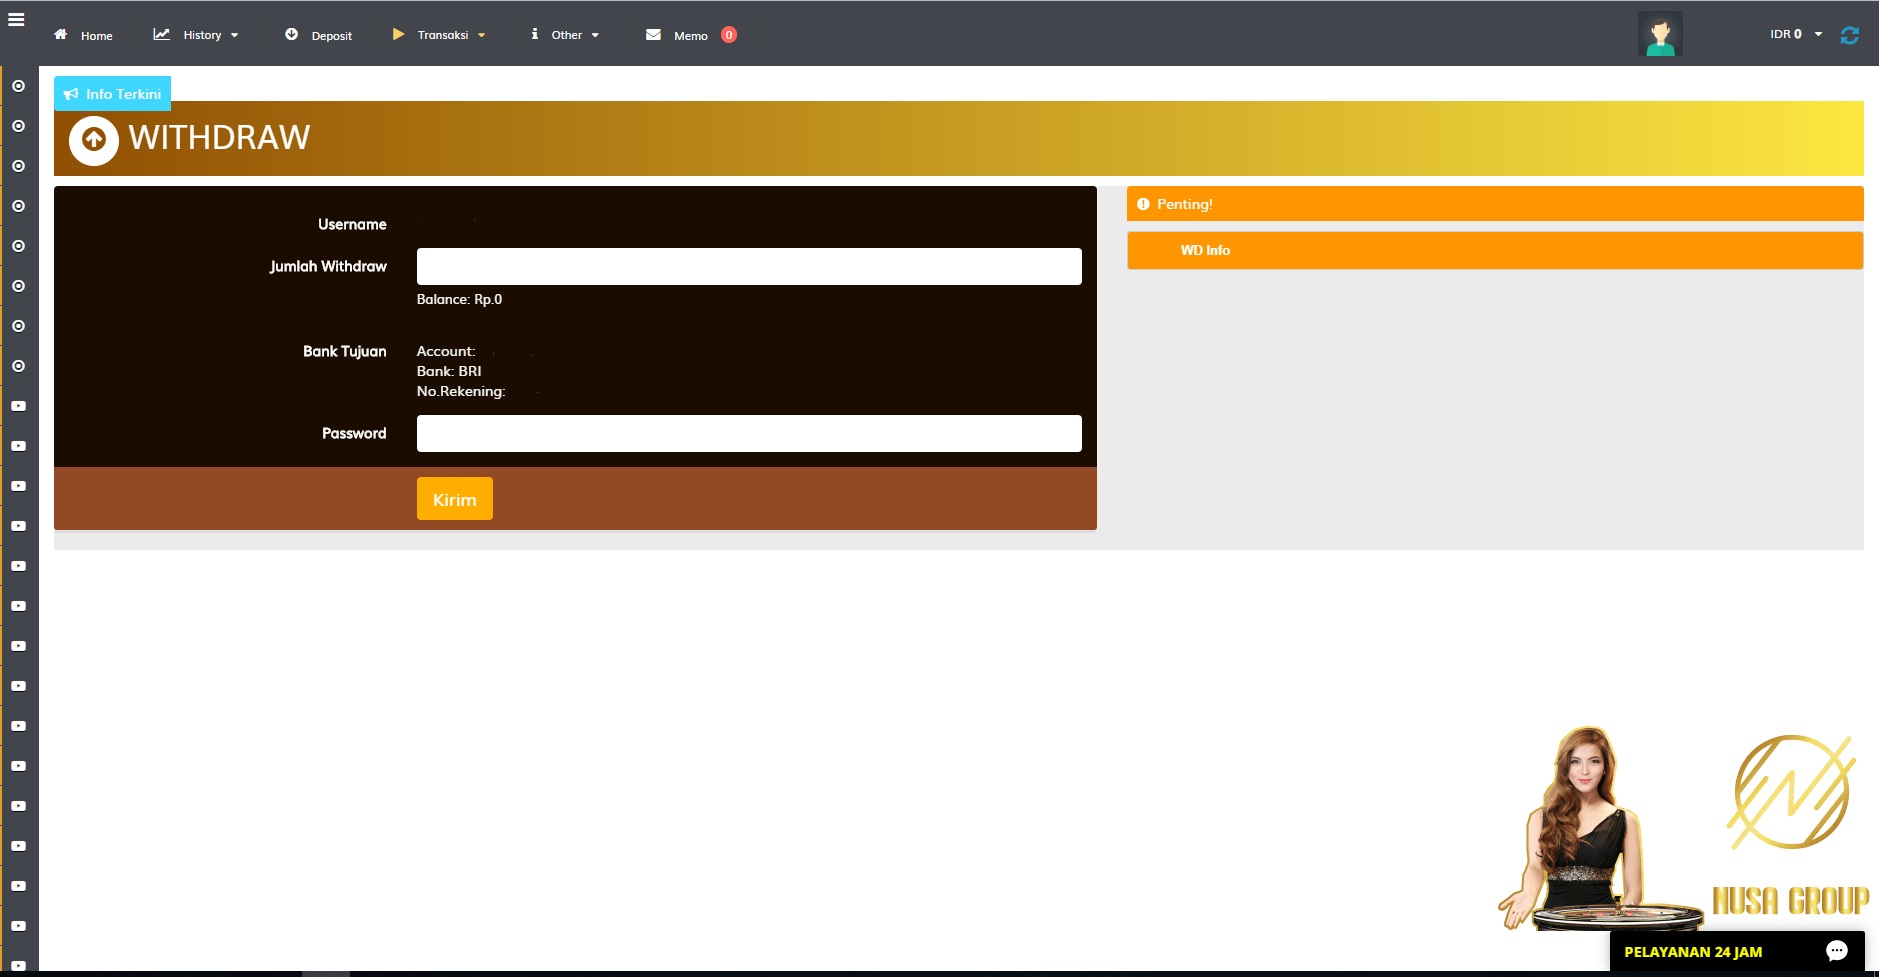 Home
History
Deposit
Transaksi
Other
Memo 0
IDR 0
Info Terkini
WITHDRAW
Username
Jumlah Withdraw
Balance: Rp.0
Bank Tujuan
Account:
Bank: BRI
No.Rekening:
Password
Kirim
Penting!
WD Info
NUSA GROUP
PELAYANAN 24 JAM